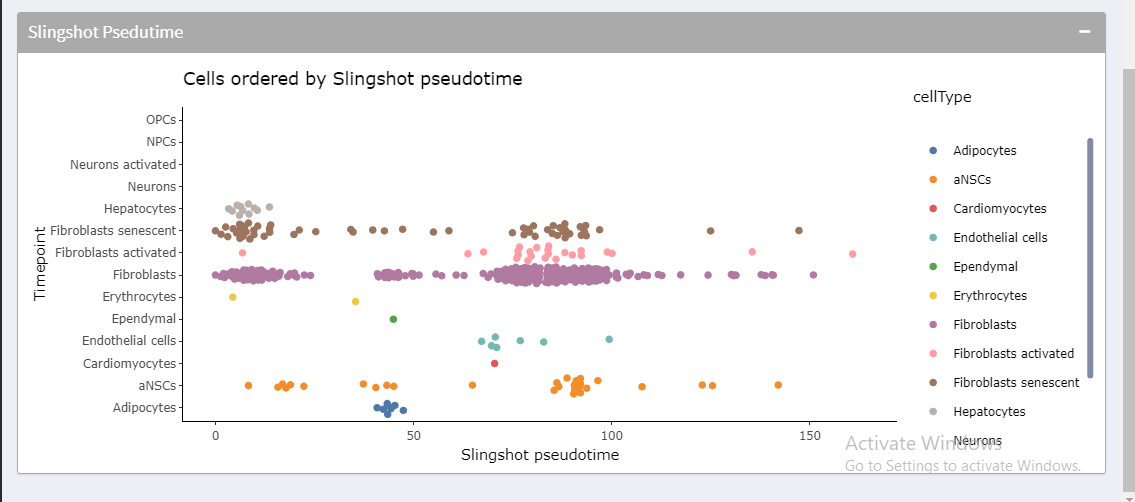 Slingshot Psedutime
Cells ordered by Slingshot pseudotime
cellType
OPCs
NPCs
Neurons activated
Neurons
Hepatocytes
Fibroblasts senescent
Fibroblasts activated
Fibroblasts
Erythrocytes
Ependymal
Endothelial cells
Cardiomyocytes
aNSCs
Adipocytes
Timepoint
0 50 100 150
Slingshot pseudotime
Adipocytes
aNSCs
Cardiomyocytes
Endothelial cells
Ependymal
Erythrocytes
Fibroblasts
Fibroblasts activated
Fibroblasts senescent
Hepatocytes
Neurons
Activate Windows
Go to Settings to activate Windows.